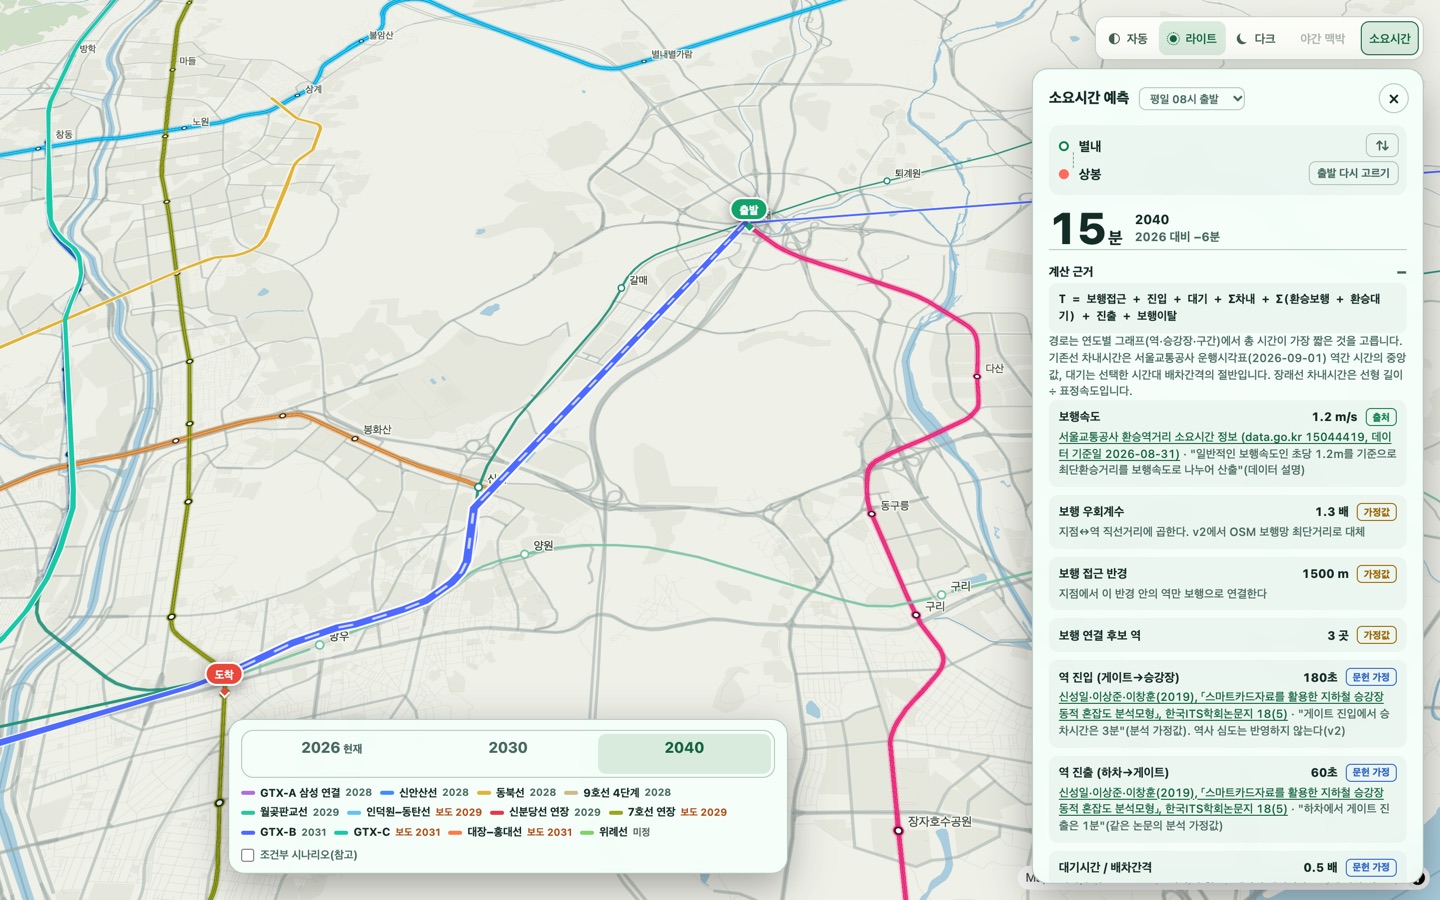 자동
라이트
다크
야간 맥박
소요시간
소요시간 예측
평일 08시 출발
별내
상봉
출발 다시 고르기
15분
2040
2026 대비 −6분
계산 근거
T = 보행접근 + 진입 + 대기 + Σ차내 + Σ(환승보행 + 환승대
기) + 진출 + 보행이탈
경로는 연도별 그래프(역·승강장·구간)에서 총 시간이 가장 짧은 것을 고릅니다.
기존선 차내시간은 서울교통공사 운행시각표(2026-09-01) 역간 시간의 중앙
값, 대기는 선택한 시간대 배차간격의 절반입니다. 장래선 차내시간은 선형 길이
÷ 표정속도입니다.
보행속도
1.2 m/s
출처
서울교통공사 환승역거리 소요시간 정보 (data.go.kr 15044419, 데이
터 기준일 2026-08-31) · "일반적인 보행속도인 초당 1.2m를 기준으로
최단환승거리를 보행속도로 나누어 산출"(데이터 설명)
보행 우회계수
1.3 배
가정값
지점↔역 직선거리에 곱한다. v2에서 OSM 보행망 최단거리로 대체
보행 접근 반경
1500 m
가정값
지점에서 이 반경 안의 역만 보행으로 연결한다
보행 연결 후보 역
3 곳
가정값
역 진입 (게이트→승강장)
180초
문헌 가정
신성일·이상준·이창훈(2019), 「스마트카드자료를 활용한 지하철 승강장
동적 혼잡도 분석모형」, 한국ITS학회논문지 18(5) · "게이트 진입에서 승
차시간은 3분"(분석 가정값). 역사 심도는 반영하지 않는다(v2)
역 진출 (하차→게이트)
60초
문헌 가정
신성일·이상준·이창훈(2019), 「스마트카드자료를 활용한 지하철 승강장
동적 혼잡도 분석모형」, 한국ITS학회논문지 18(5) · "하차에서 게이트 진
출은 1분"(같은 논문의 분석 가정값)
대기시간 / 배차간격
0.5 배
문헌 가정
방학
마들
불암산
별내별가람
상계
노원
창동
퇴계원
출발
갈매
다산
봉화산
동구릉
양원
구리
구리
도착
장자호수공원
2026 현재
2030
2040
GTX-A 삼성 연결 2028
신안산선 2028
동북선 2028
9호선 4단계 2028
월곶판교선 2029
인덕원–동탄선 보도 2029
신분당선 연장 2029
7호선 연장 보도 2029
GTX-B 2031
GTX-C 보도 2031
대장–홍대선 보도 2031
위례선 미정
조건부 시나리오(참고)